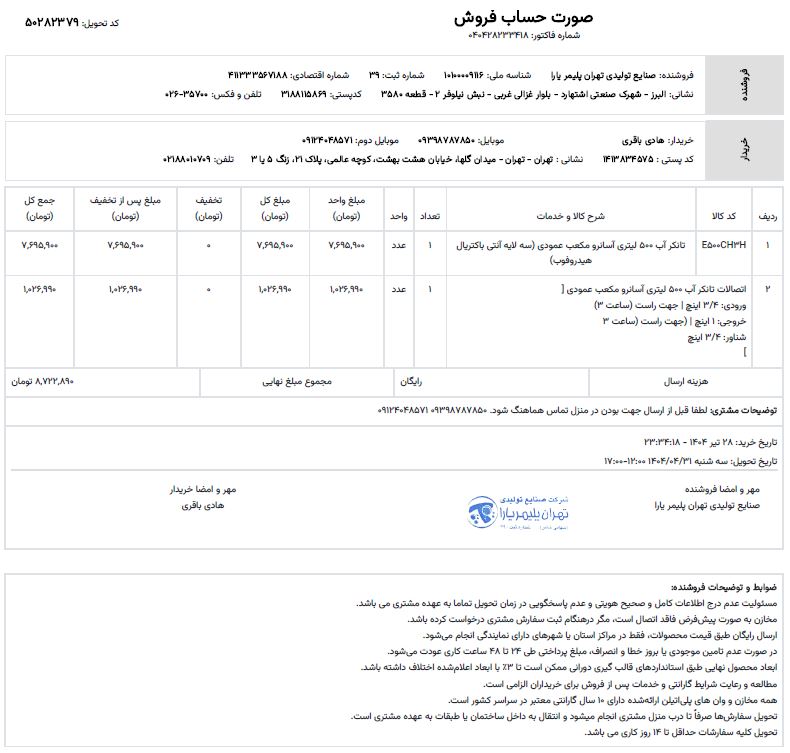 صورت حساب فروش
شماره فاکتور: ۰۴۰۴۲۸۲۳۳۴۱۸
کد تحویل: ۵۰۲۸۲۳۷۹
فروشنده
فروشنده: صنایع تولیدی تهران پلیمر یارا شناسه ملی: ۱۰۱۰۰۰۰۹۱۱۶ شماره ثبت: ۳۹ شماره اقتصادی: ۴۱۱۳۳۳۵۶۷۱۸۸
نشانی: البرز - شهرک صنعتی اشتهارد - بلوار غزالی غربی - نبش نیلوفر ۲ - قطعه ۳۵۸۰ کدپستی: ۳۱۸۸۱۱۵۸۶۹ تلفن و فکس: ۳۵۷۰۰-۰۲۶
خریدار
خریدار: هادی باقری موبایل: ۰۹۳۹۸۷۸۷۸۵۰ موبایل دوم: ۰۹۱۲۴۰۴۸۵۷۱
کد پستی : ۱۴۱۳۸۳۴۵۷۵ نشانی : تهران - تهران - میدان گلها، خیابان هشت بهشت، کوچه عالمی، پلاک ۲۱، زنگ ۵ یا ۳ تلفن: ۰۲۱۸۸۰۱۰۷۰۹
ردیف کد کالا شرح کالا و خدمات تعداد واحد مبلغ واحد (تومان) مبلغ کل (تومان) تخفیف (تومان) مبلغ پس از تخفیف (تومان) جمع کل (تومان)
۱ E۵۰۰CH۳H تانکر آب ۵۰۰ لیتری آسانرو مکعب عمودی (سه لایه آنتی باکتریال ۱ عدد ۷,۶۹۵,۹۰۰ ۷,۶۹۵,۹۰۰ ۰ ۷,۶۹۵,۹۰۰ ۷,۶۹۵,۹۰۰
هیدروفوب)
۲ اتصالات تانکر آب ۵۰۰ لیتری آسانرو مکعب عمودی [ ۱ عدد ۱,۰۲۶,۹۹۰ ۱,۰۲۶,۹۹۰ ۰ ۱,۰۲۶,۹۹۰ ۱,۰۲۶,۹۹۰
ورودی: ۳/۴ اینچ | جهت راست (ساعت ۳)
خروجی: ۱ اینچ | (جهت راست (ساعت ۳
شناور: ۳/۴ اینچ
]
هزینه ارسال رایگان مجموع مبلغ نهایی ۸,۷۲۲,۸۹۰ تومان
توضیحات مشتری: لطفا قبل از ارسال جهت بودن در منزل تماس هماهنگ شود. ۰۹۳۹۸۷۸۷۸۵۰ ۰۹۱۲۴۰۴۸۵۷۱
تاریخ خرید: ۲۸ تیر ۱۴۰۴ - ۲۳:۳۴:۱۸
تاریخ تحویل: سه شنبه ۱۴۰۴/۰۴/۳۱ ۱۲:۰۰-۱۷:۰۰
مهر و امضا فروشنده
صنایع تولیدی تهران پلیمر یارا
شرکت صنایع تولیدی
تهران پلیمر یارا
مهر و امضا خریدار
هادی باقری
ضوابط و توضیحات فروشنده:
مسئولیت عدم درج اطلاعات کامل و صحیح هویتی و عدم پاسخگویی در زمان تحویل تماما به عهده مشتری می باشد.
مخازن به صورت پیش‌فرض فاقد اتصال است، مگر درهنگام ثبت سفارش مشتری درخواست کرده باشد.
ارسال رایگان طبق قیمت محصولات، فقط در مراکز استان یا شهرهای دارای نمایندگی انجام می‌شود.
در صورت عدم تامین موجودی یا بروز خطا و انصراف، مبلغ پرداختی طی ۲۴ تا ۴۸ ساعت کاری عودت می‌شود.
ابعاد محصول نهایی طبق استانداردهای قالب گیری دورانی ممکن است تا ۳٪ با ابعاد اعلام‌شده اختلاف داشته باشد.
مطالعه و رعایت شرایط گارانتی و خدمات پس از فروش برای خریداران الزامی است.
همه مخازن و وان های پلی‌اتیلن ارائه‌شده دارای ۱۰ سال گارانتی معتبر در سراسر کشور است.
تحویل سفارش‌ها صرفاً تا درب منزل مشتری انجام میشود و انتقال به داخل ساختمان یا طبقات به عهده مشتری است.
تحویل کلیه سفارشات حداقل تا ۱۴ روز کاری می باشد.